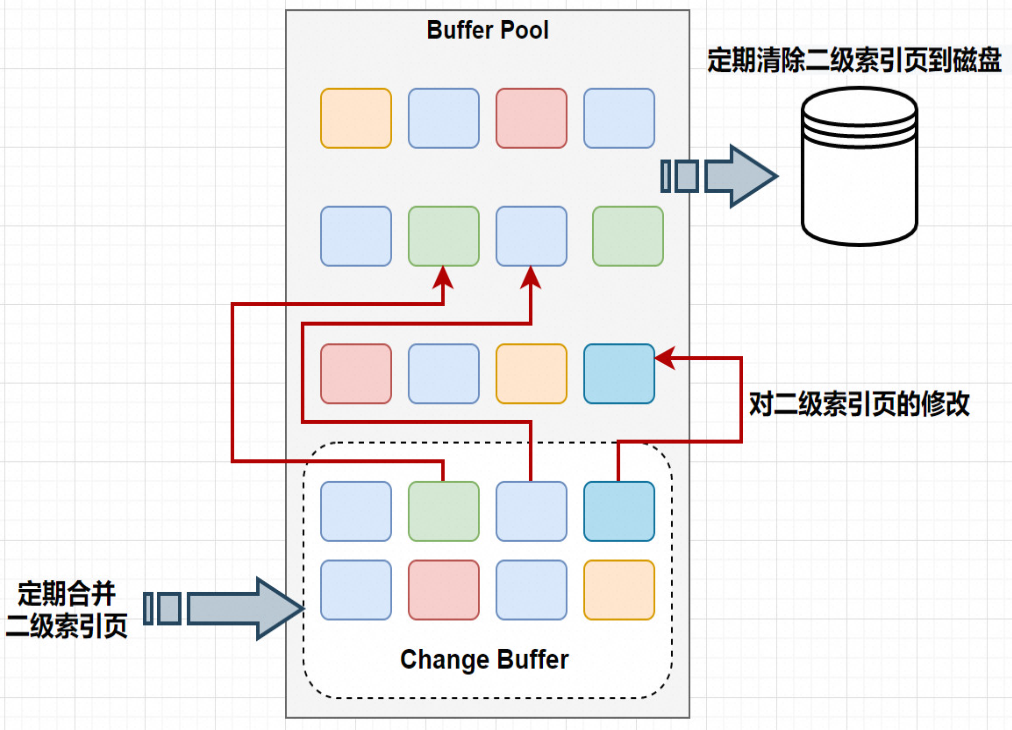 Buffer Pool
定期清除二级索引页到磁盘
对二级索引页的修改
定期合并
二级索引页
Change Buffer